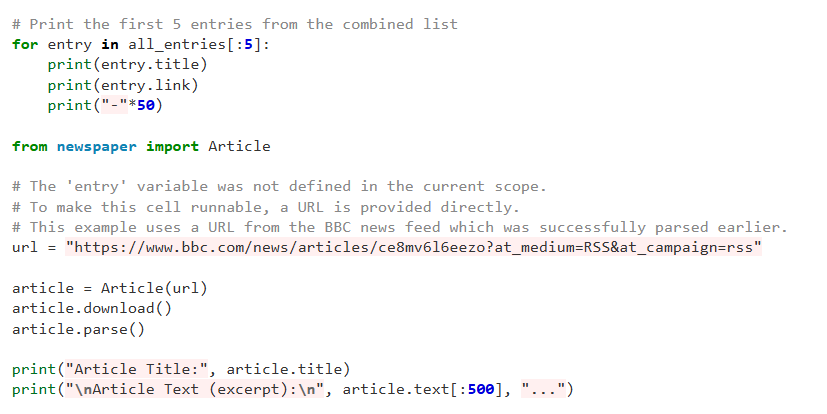 # Print the first 5 entries from the combined list
for entry in all_entries[:5]:
    print(entry.title)
    print(entry.link)
    print("-"*50)
from newspaper import Article
# The 'entry' variable was not defined in the current scope.
# To make this cell runnable, a URL is provided directly.
# This example uses a URL from the BBC news feed which was successfully parsed earlier.
url = "https://www.bbc.com/news/articles/ce8mv6l6eezo?at_medium=RSS&at_campaign=rss"
article = Article(url)
article.download()
article.parse()
print("Article Title:", article.title)
print("\nArticle Text (excerpt):\n", article.text[:500], "...")